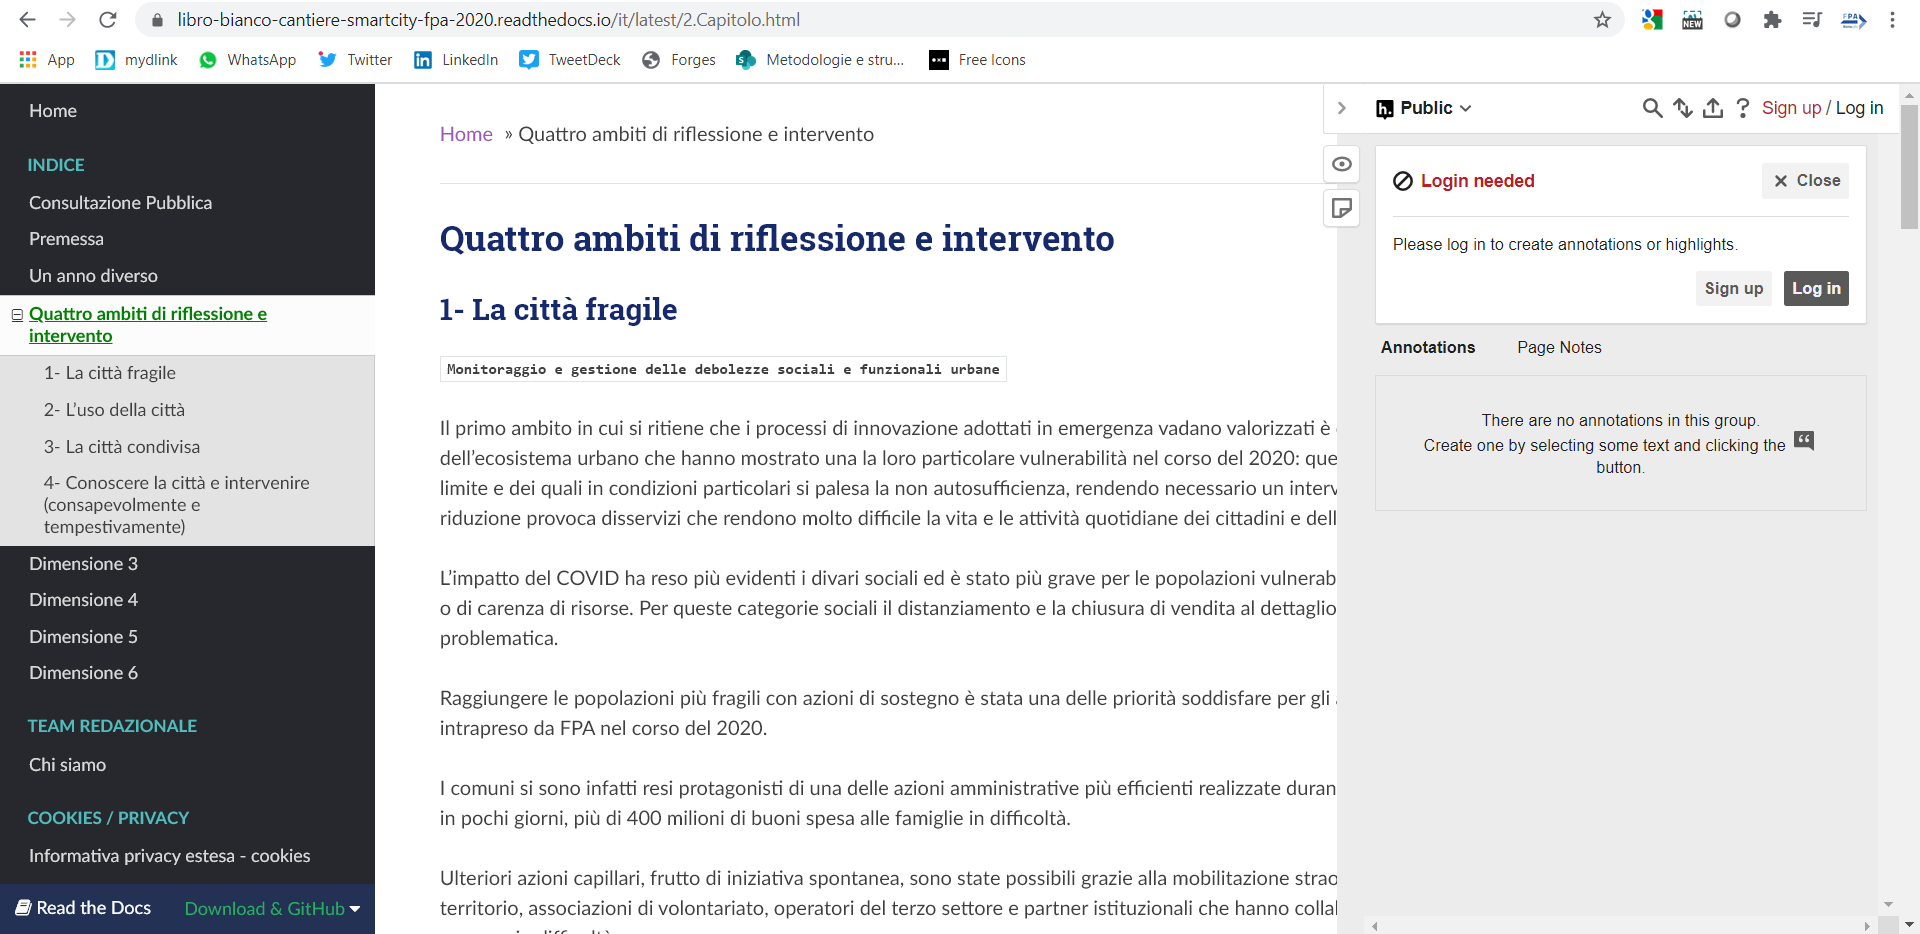 libro-bianco-cantiere-smartcity-fpa-2020.readthedocs.io/it/latest/2.Capitolo.html
NEW
FPA
App
mydlink
WhatsApp
Twitter
LinkedIn
TweetDeck
Forges
Metodologie e stru...
Free Icons
Home
INDICE
Consultazione Pubblica
Premessa
Un anno diverso
Quattro ambiti di riflessione e
intervento
1- La città fragile
2- L'uso della città
3- La città condivisa
4- Conoscere la città e intervenire
(consapevolmente e
tempestivamente)
Dimensione 3
Dimensione 4
Dimensione 5
Dimensione 6
TEAM REDAZIONALE
Chi siamo
COOKIES / PRIVACY
Informativa privacy estesa - cookies
Read the Docs
Download & GitHub
Home » Quattro ambiti di riflessione e intervento
Quattro ambiti di riflessione e intervento
1- La città fragile
Monitoraggio e gestione delle debolezze sociali e funzionali urbane
Il primo ambito in cui si ritiene che i processi di innovazione adottati in emergenza vadano valorizzati è
dell'ecosistema urbano che hanno mostrato una la loro particolare vulnerabilità nel corso del 2020: que
limite e dei quali in condizioni particolari si palesa la non autosufficienza, rendendo necessario un interv
riduzione provoca disservizi che rendono molto difficile la vita e le attività quotidiane dei cittadini e dell
L'impatto del COVID ha reso più evidenti i divari sociali ed è stato più grave per le popolazioni vulnerab
o di carenza di risorse. Per queste categorie sociali il distanziamento e la chiusura di vendita al dettaglio
problematica.
Raggiungere le popolazioni più fragili con azioni di sostegno è stata una delle priorità soddisfare per gli
intrapreso da FPA nel corso del 2020.
I comuni si sono infatti resi protagonisti di una delle azioni amministrative più efficienti realizzate duran
in pochi giorni, più di 400 milioni di buoni spesa alle famiglie in difficoltà.
Ulteriori azioni capillari, frutto di iniziativa spontanea, sono state possibili grazie alla mobilitazione strao
territorio, associazioni di volontariato, operatori del terzo settore e partner istituzionali che hanno collal
h. Public
Sign up / Log in
Login needed
Close
Please log in to create annotations or highlights.
Sign up
Log in
Annotations
Page Notes
There are no annotations in this group.
Create one by selecting some text and clicking the
button.